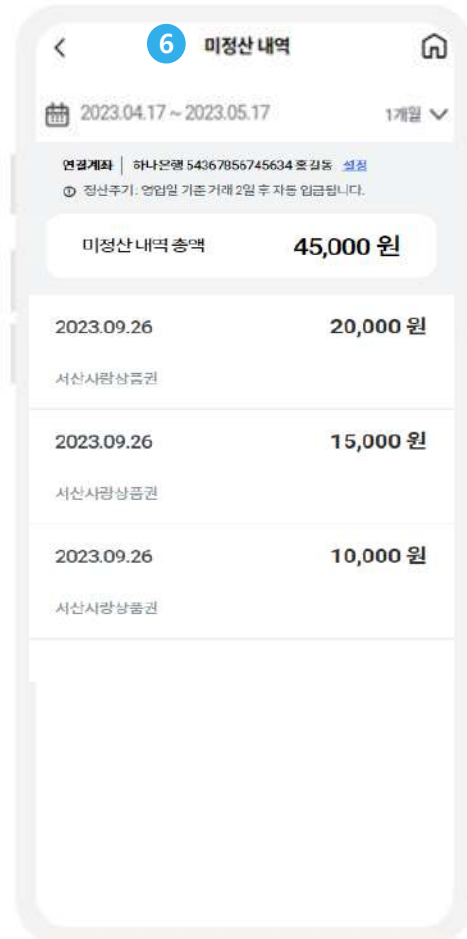 6 미정산 내역
2023.04.17 ~ 2023.05.17 1개월
연결계좌 | 하나은행 54367856745634 홍길동 설정
정산주기 : 영업일 기준 거래 2일 후 자동 입금됩니다.
미정산 내역 총액 45,000 원
2023.09.26 20,000 원
서산사랑상품권
2023.09.26 15,000 원
서산사랑상품권
2023.09.26 10,000 원
서산사랑상품권